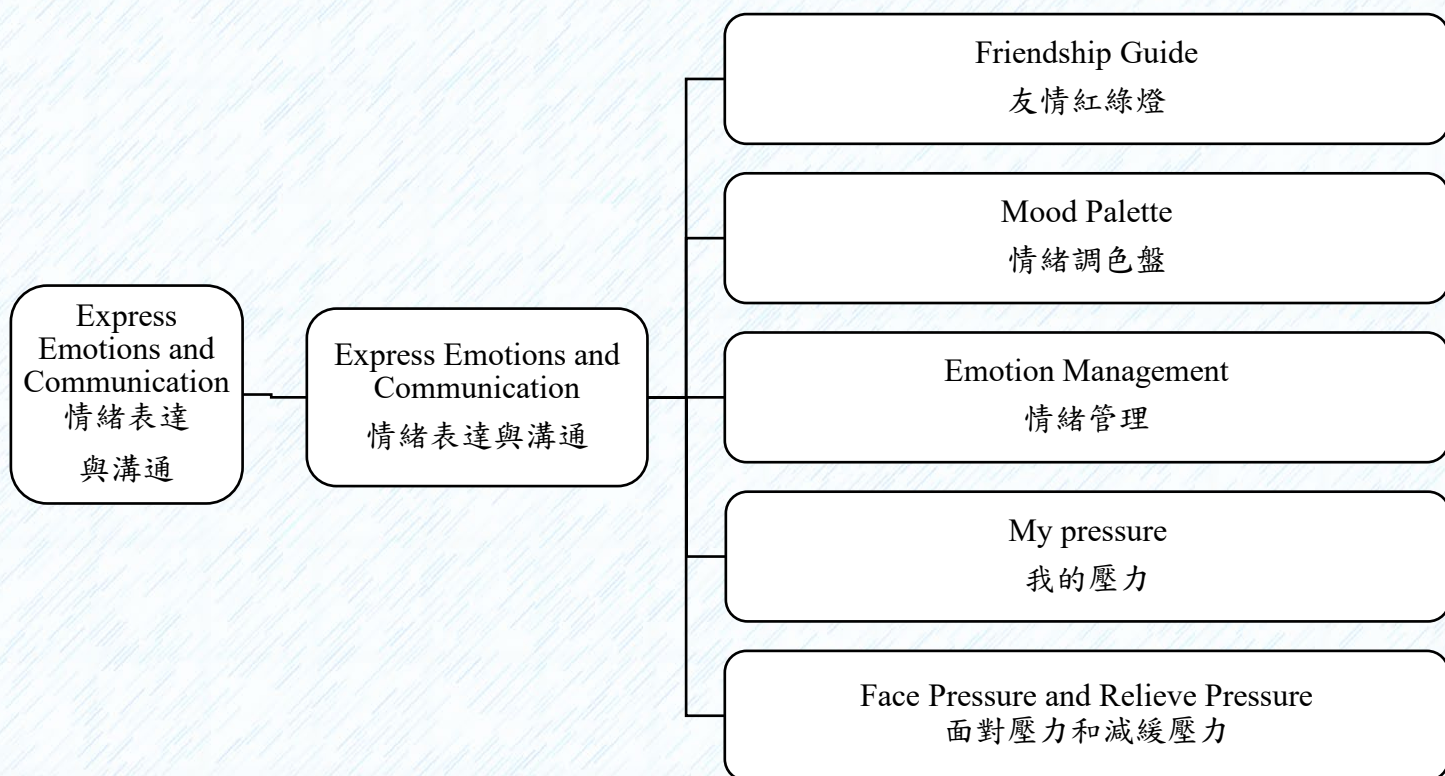 Express
Emotions and
Communication
情緒表達
與溝通
Express Emotions and
Communication
情緒表達與溝通
Friendship Guide
友情紅綠燈
Mood Palette
情緒調色盤
Emotion Management
情緒管理
My pressure
我的壓力
Face Pressure and Relieve Pressure
面對壓力和減緩壓力